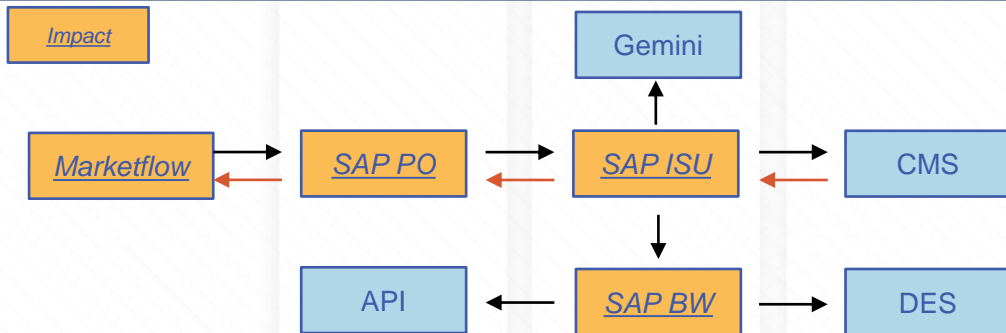 Impact
Gemini
Marketflow
SAP PO
SAP ISU
CMS
API
SAP BW
DES